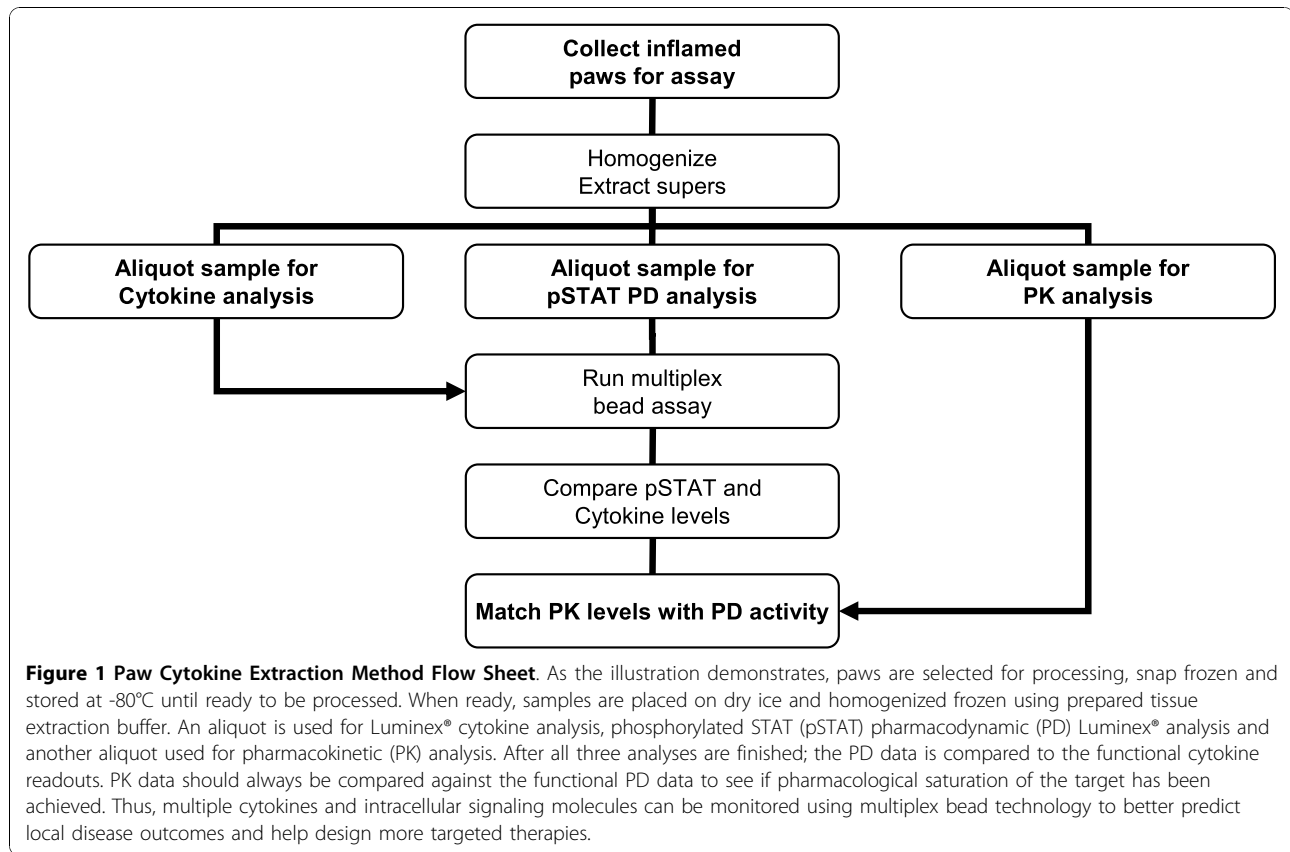 Collect inflamed
paws for assay
Homogenize
Extract supers
Aliquot sample for
Cytokine analysis
Aliquot sample for
pSTAT PD analysis
Aliquot sample for
PK analysis
Run multiplex
bead assay
Compare pSTAT and
Cytokine levels
Match PK levels with PD activity
Figure 1 Paw Cytokine Extraction Method Flow Sheet. As the illustration demonstrates, paws are selected for processing, snap frozen and
stored at -80°C until ready to be processed. When ready, samples are placed on dry ice and homogenized frozen using prepared tissue
extraction buffer. An aliquot is used for Luminex® cytokine analysis, phosphorylated STAT (pSTAT) pharmacodynamic (PD) Luminex® analysis and
another aliquot used for pharmacokinetic (PK) analysis. After all three analyses are finished; the PD data is compared to the functional cytokine
readouts. PK data should always be compared against the functional PD data to see if pharmacological saturation of the target has been
achieved. Thus, multiple cytokines and intracellular signaling molecules can be monitored using multiplex bead technology to better predict
local disease outcomes and help design more targeted therapies.